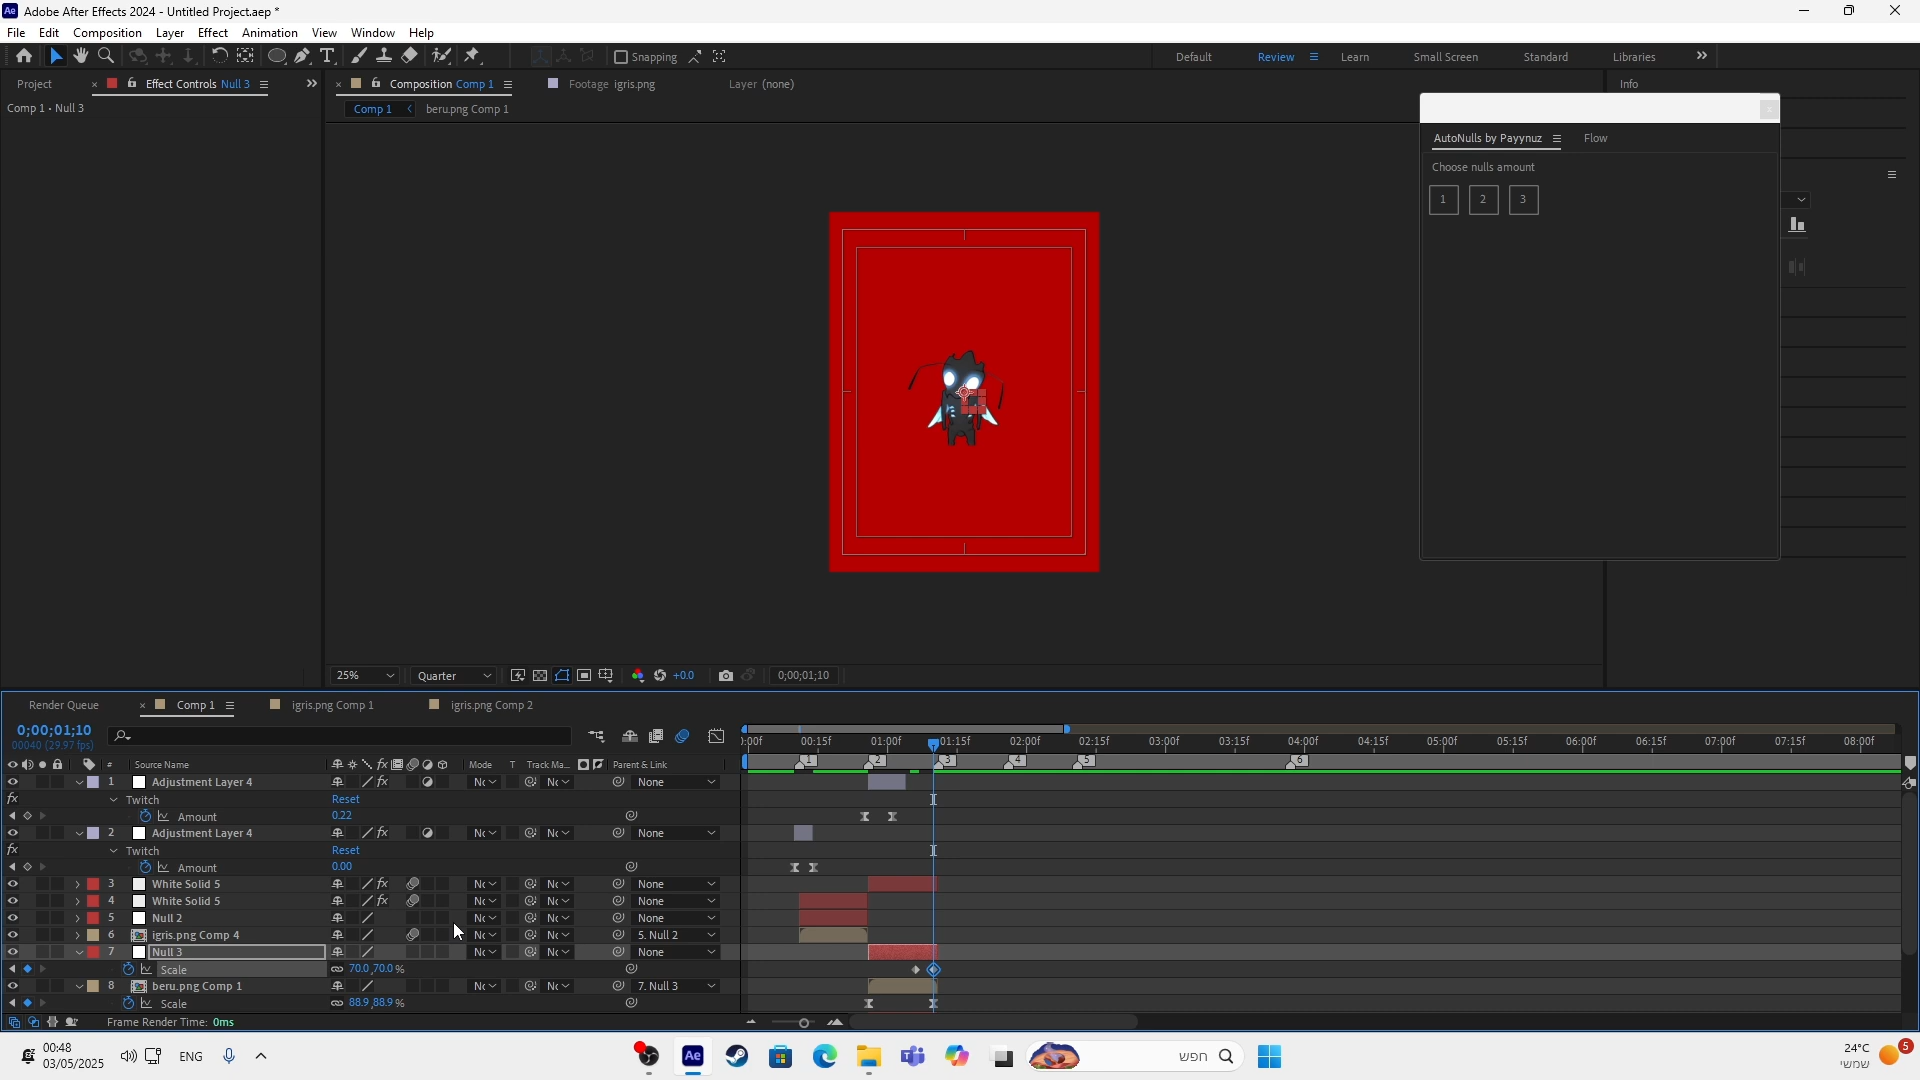 Adobe After Effects 2024 - Untitled Project.aep *
File Edit Composition Layer Effect Animation View Window Help
Snapping
Default Review Learn Small Screen Standard Libraries
Project Effect Controls Null 3
Composition Comp 1 Footage igris.png Layer (none)
Info
Comp 1 • Null 3
Comp 1 beru.png Comp 1
AutoNulls by Payynuz Flow
Choose nulls amount
1 2 3
25% Quarter +0.0 0;00;01;10
Render Queue Comp 1 igris.png Comp 1 igris.png Comp 2
0;00;01;10
00040 (29.97 fps)
:00f 00:15f 01:00f 01:15f 02:00f 02:15f 03:00f 03:15f 04:00f 04:15f 05:00f 05:15f 06:00f 06:15f 07:00f 07:15f 08:00f
1 2 3 4 5 6
# Source Name Mode T Track Ma... Parent & Link
1 Adjustment Layer 4 None
Twitch Reset
Amount 0.22
2 Adjustment Layer 4 None
Twitch Reset
Amount 0.00
3 White Solid 5 None
4 White Solid 5 None
5 Null 2 None
6 igris.png Comp 4 5. Null 2
7 Null 3 None
Scale 70.0,70.0%
8 beru.png Comp 1 7. Null 3
Scale 88.9,88.9%
Frame Render Time: 0ms
00:48
03/05/2025
ENG
חפש
24°C
שמשי
5